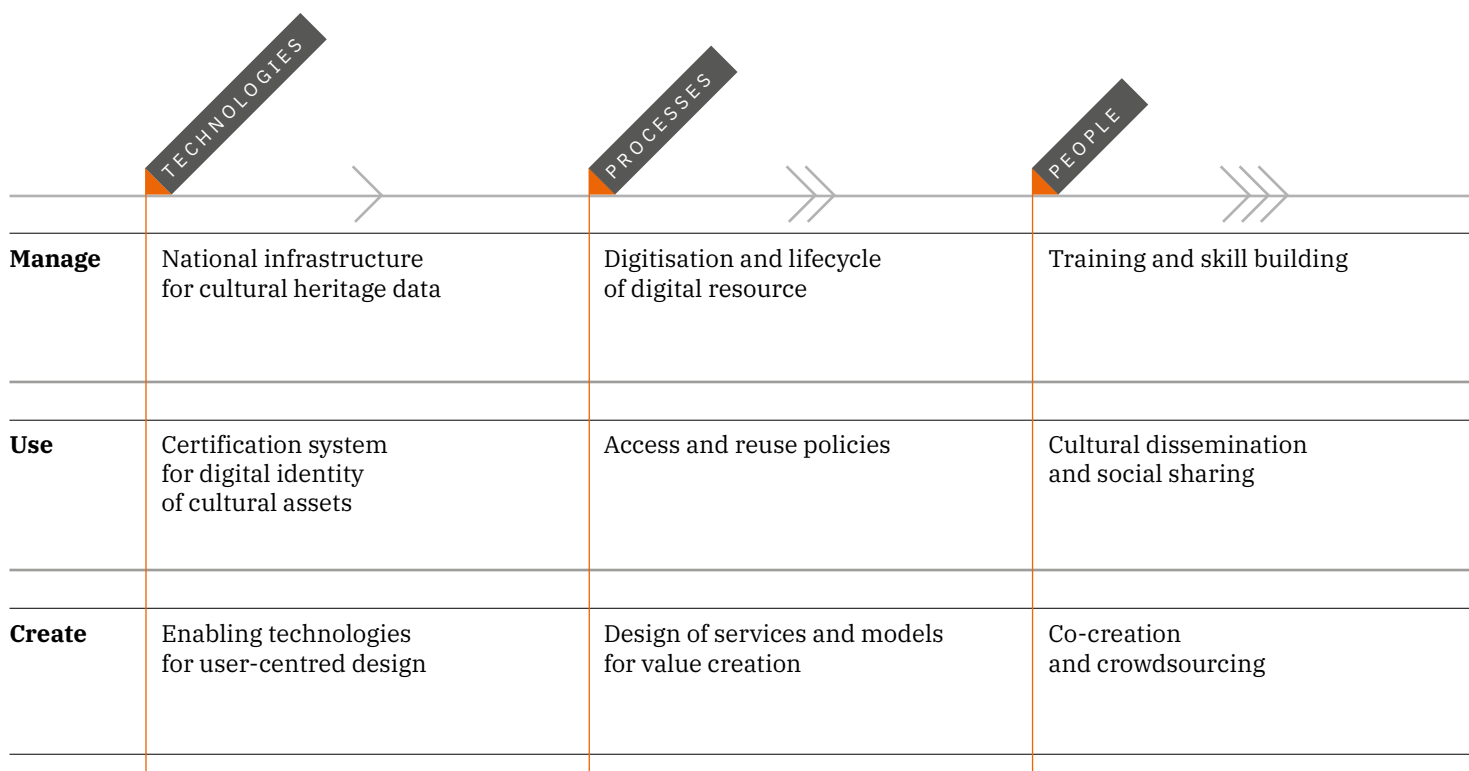 TECHNOLOGIES
PROCESSES
PEOPLE
Manage
National infrastructure
for cultural heritage data
Digitisation and lifecycle
of digital resource
Training and skill building
Use
Certification system
for digital identity
of cultural assets
Access and reuse policies
Cultural dissemination
and social sharing
Create
Enabling technologies
for user-centred design
Design of services and models
for value creation
Co-creation
and crowdsourcing